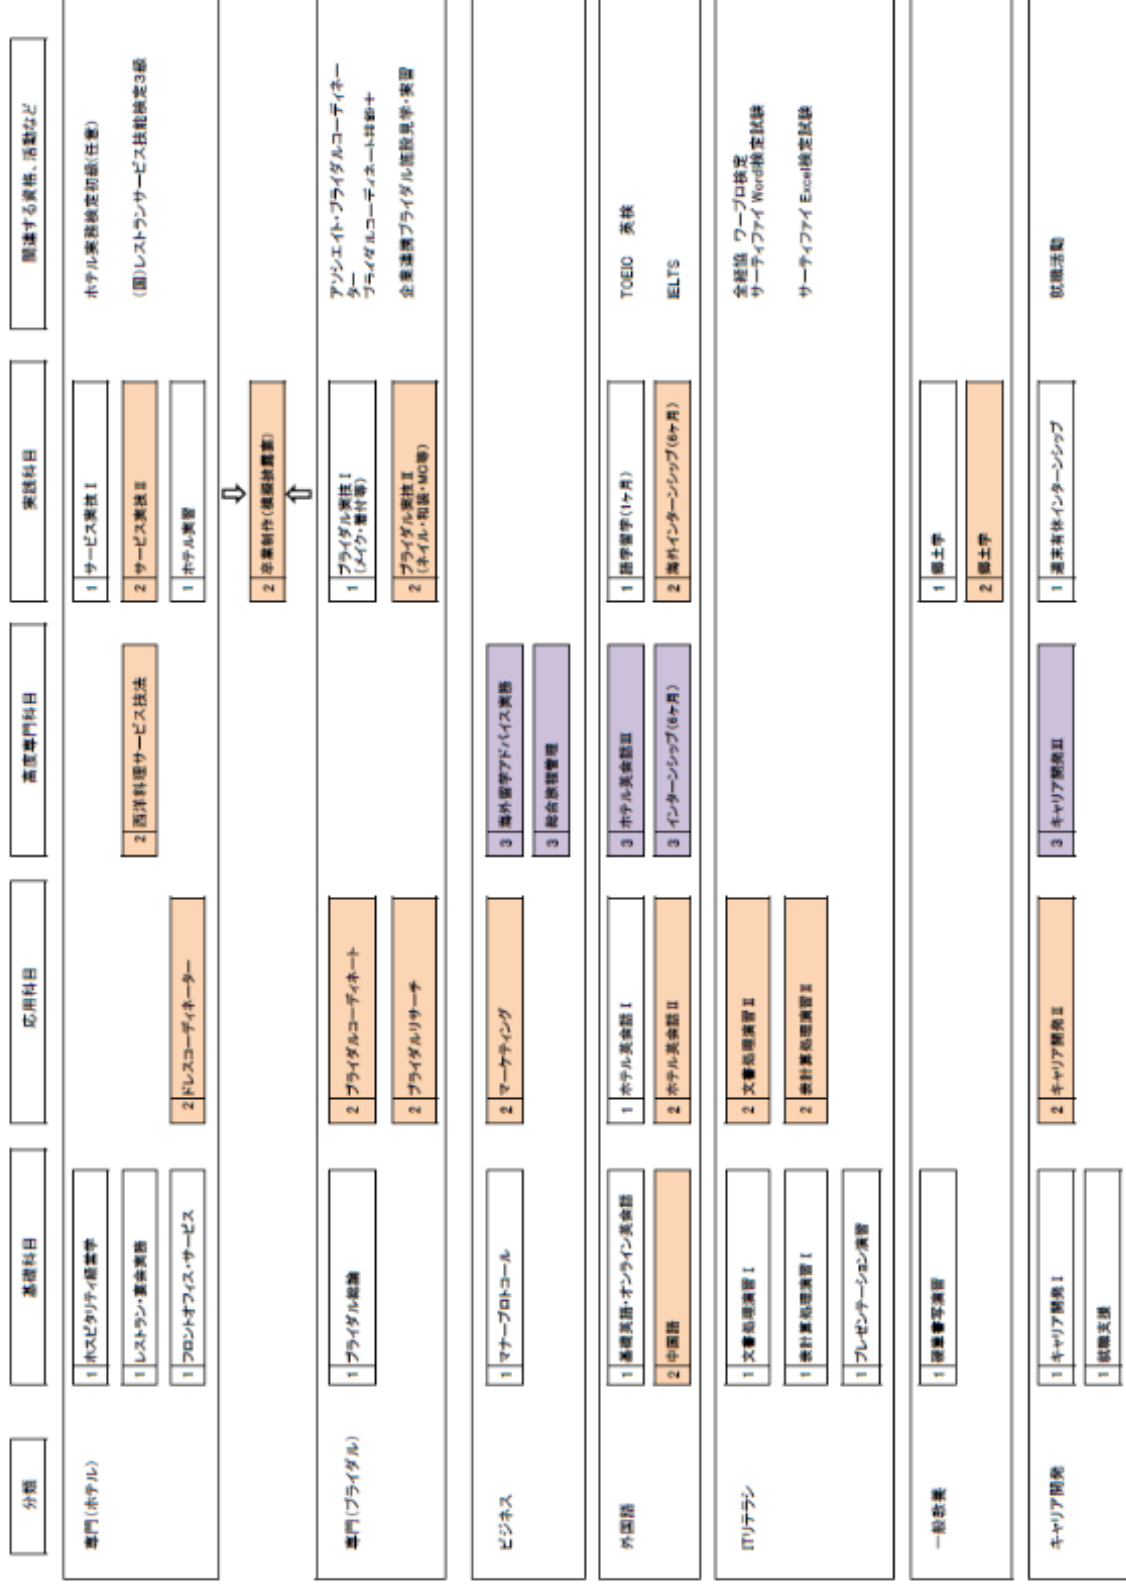 分類
基礎科目
応用科目
高度専門科目
実践科目
関連する資格、活動など
専門(ホテル)
1 ホスピタリティ経営学
1 サービス実技Ⅰ
ホテル実務検定初級(任意)
1 レストラン・宴会実務
2 西洋料理サービス技法
2 サービス実技Ⅱ
(国)レストランサービス技能検定3級
1 フロントオフィス・サービス
2 ドレスコーディネーター
1 ホテル実習
⇨
2 卒業制作(模擬披露宴)
⇦
専門(ブライダル)
1 ブライダル総論
2 ブライダルコーディネート
1 ブライダル実技Ⅰ
(メイク・着付等)
アソシエイト・ブライダルコーディネー
ター
ブライダルコーディネート
2 ブライダルリサーチ
2 ブライダル実技Ⅱ
(ネイル・和装・MC等)
企業連携ブライダル施設見学・実習
ビジネス
1 マナープロトコール
2 マーケティング
3 海外留学アドバイス実務
3 総合旅程管理
外国語
1 基礎英語・オンライン英会話
1 ホテル英会話Ⅰ
3 ホテル英会話Ⅲ
1 語学留学(1ヶ月)
TOEIC 英検
2 中国語
2 ホテル英会話Ⅱ
3 インターンシップ(6ヶ月)
2 海外インターンシップ(6ヶ月)
IELTS
ITリテラシ
1 文書処理演習Ⅰ
2 文書処理演習Ⅱ
全経協 ワープロ検定
サーティファイ Word検定試験
1 表計算処理演習Ⅰ
2 表計算処理演習Ⅱ
サーティファイ Excel検定試験
1 プレゼンテーション演習
一般教養
1 硬筆書写演習
1 郷土学
2 郷土学
キャリア開発
1 キャリア開発Ⅰ
2 キャリア開発Ⅱ
3 キャリア開発Ⅲ
1 週末有休インターンシップ
就職活動
1 就職支援